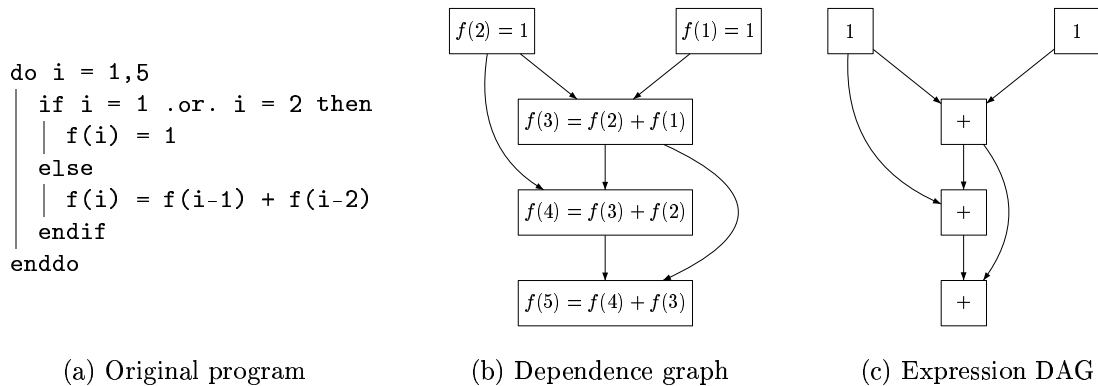 do i = 1,5
if i = 1 .or. i = 2 then
f(i) = 1
else
f(i) = f(i-1) + f(i-2)
endif
enddo
(a) Original program
f(2) = 1
f(1) = 1
f(3) = f(2) + f(1)
f(4) = f(3) + f(2)
f(5) = f(4) + f(3)
(b) Dependence graph
1
1
+
+
+
(c) Expression DAG